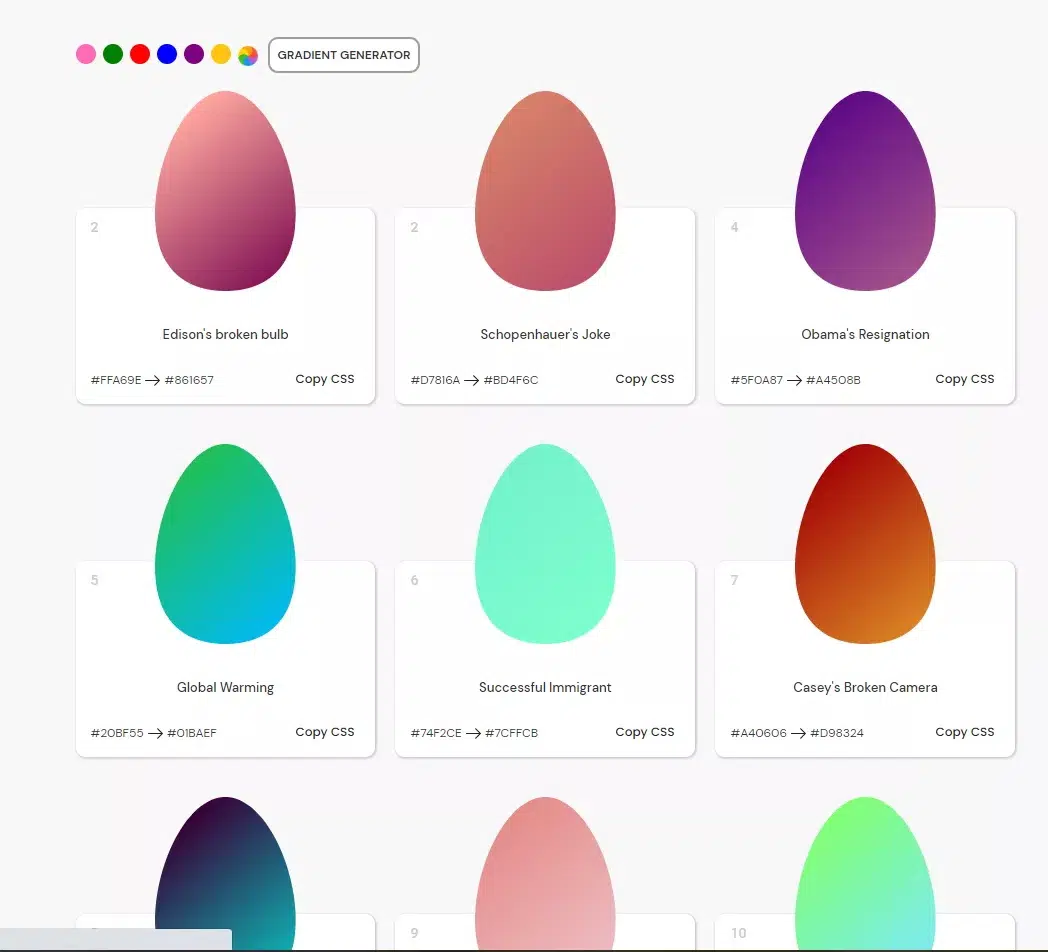 GRADIENT GENERATOR
2
2
4
Edison's broken bulb
Schopenhauer's Joke
Obama's Resignation
#FFA69E → #861657
Copy CSS
#D7816A → #BD4F6C
Copy CSS
#5F0A87 → #A4508B
Copy CSS
5
6
7
Global Warming
Successful Immigrant
Casey's Broken Camera
#20BF55 → #01BAEF
Copy CSS
#74F2CE → #7CFFCB
Copy CSS
#A40606 → #D98324
Copy CSS
9
10